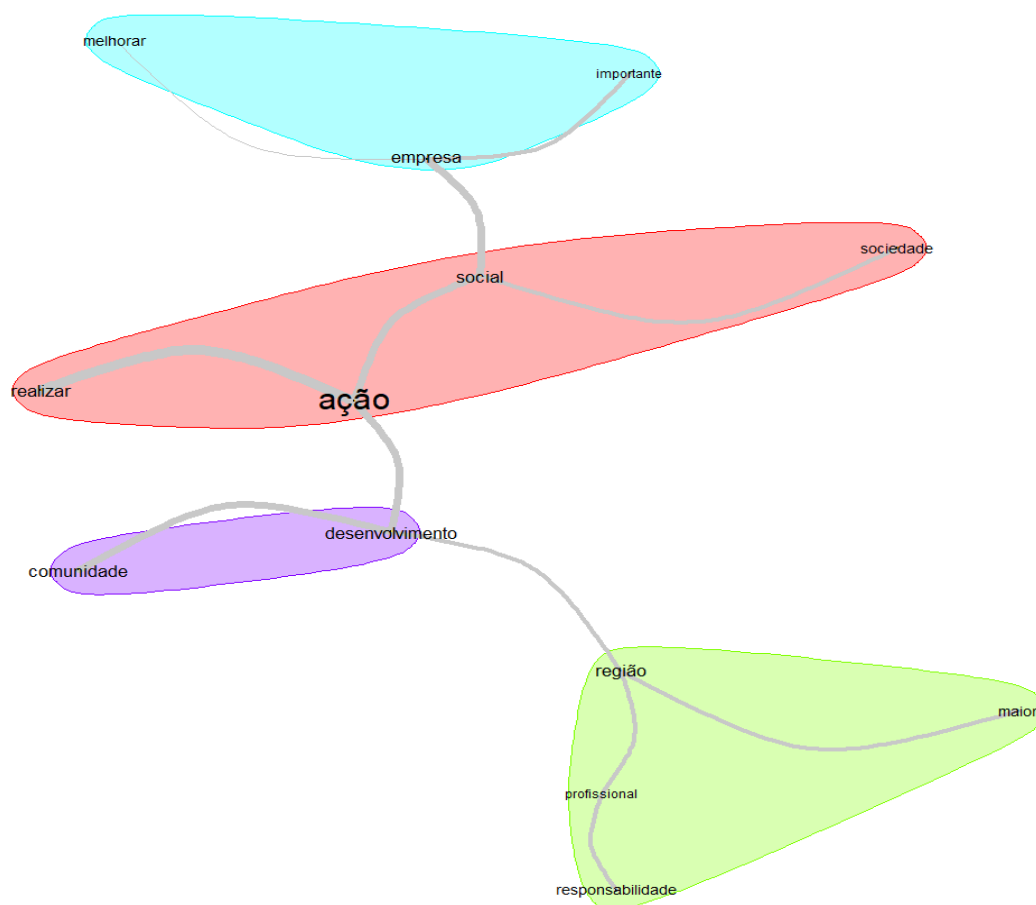 melhorar
importante
empresa
sociedade
social
realizar
ação
desenvolvimento
comunidade
região
maior
profissional
responsabilidade